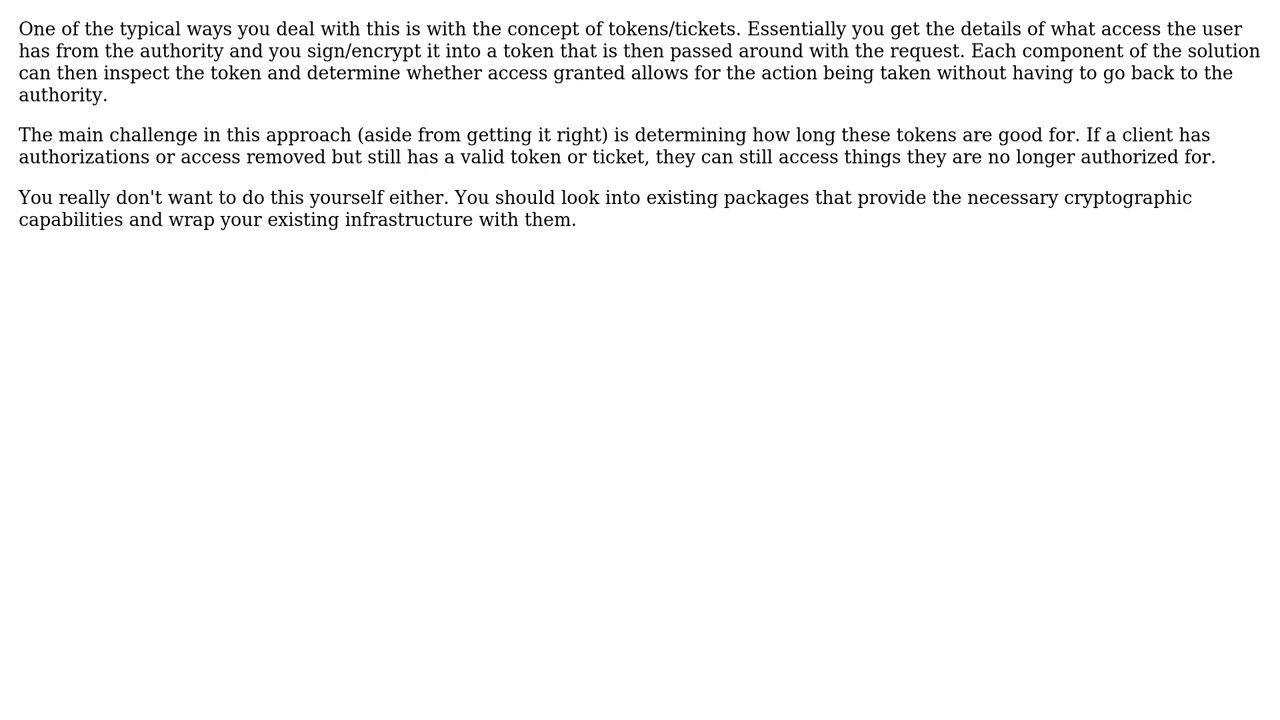 One of the typical ways you deal with this is with the concept of tokens/tickets. Essentially you get the details of what access the user
has from the authority and you sign/encrypt it into a token that is then passed around with the request. Each component of the solution
can then inspect the token and determine whether access granted allows for the action being taken without having to go back to the
authority.
The main challenge in this approach (aside from getting it right) is determining how long these tokens are good for. If a client has
authorizations or access removed but still has a valid token or ticket, they can still access things they are no longer authorized for.
You really don't want to do this yourself either. You should look into existing packages that provide the necessary cryptographic
capabilities and wrap your existing infrastructure with them.